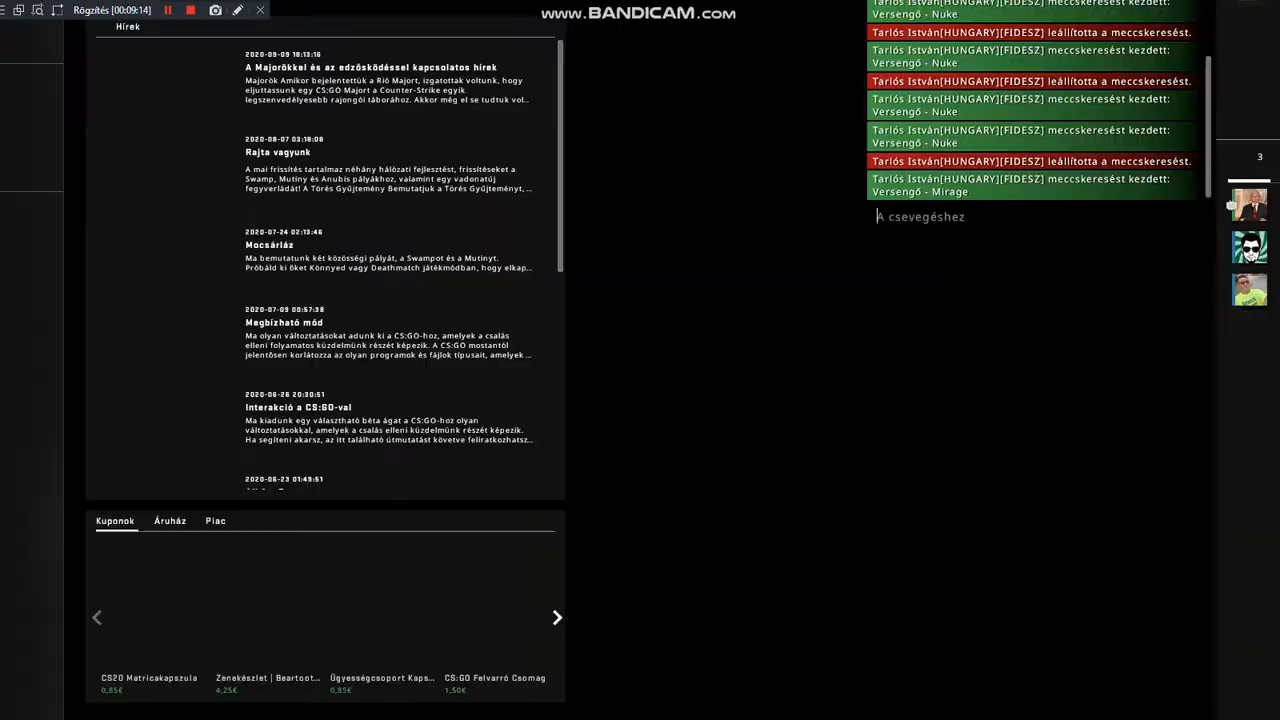 Rögzítés [00:09:14]
www.BANDICAM.com
Hírek
2020-09-09 18:13:16
A Majorökkel és az edzősködéssel kapcsolatos hírek
Majorök Amikor bejelentettük a Rió Majort, izgatottak voltunk, hogy
eljuttassunk egy CS:GO Majort a Counter-Strike egyik
legszenvedélyesebb rajongói táborához. Akkor még el se tudtuk vol...
2020-08-07 03:18:08
Rajta vagyunk
A mai frissítés tartalmaz néhány hálózati fejlesztést, frissítéseket a
Swamp, Mutiny és Anubis pályákhoz, valamint egy vadonatúj
fegyverládát! A Törés Gyűjtemény Bemutatjuk a Törés Gyűjteményt, ...
2020-07-24 02:13:46
Mocsárláz
Ma bemutatunk két közösségi pályát, a Swampot és a Mutinyt.
Próbáld ki őket Könnyed vagy Deathmatch játékmódban, hogy elkap...
2020-07-09 00:57:38
Megbízható mód
Ma olyan változtatásokat adunk ki a CS:GO-hoz, amelyek a csalás
elleni folyamatos küzdelmünk részét képezik. A CS:GO mostantól
jelentősen korlátozza az olyan programok és fájlok típusait, amelyek ...
2020-06-26 20:30:51
Interakció a CS:GO-val
Ma kiadunk egy választható béta ágat a CS:GO-hoz olyan
változtatásokkal, amelyek a csalás elleni küzdelmünk részét képezik.
Ha segíteni akarsz, az itt található útmutatást követve feliratkozhatsz...
2020-06-23 01:49:51
Kuponok Áruház Piac
CS20 Matricakapszula
0,85€
Zenekészlet | Beartoot...
4,25€
Ügyességcsoport Kaps...
0,85€
CS:GO Felvarró Csomag
1,50€
Tarlós István[HUNGARY][FIDESZ] meccskeresést kezdett:
Versengő - Nuke
Tarlós István[HUNGARY][FIDESZ] leállította a meccskeresést.
Tarlós István[HUNGARY][FIDESZ] meccskeresést kezdett:
Versengő - Nuke
Tarlós István[HUNGARY][FIDESZ] leállította a meccskeresést.
Tarlós István[HUNGARY][FIDESZ] meccskeresést kezdett:
Versengő - Nuke
Tarlós István[HUNGARY][FIDESZ] meccskeresést kezdett:
Versengő - Nuke
Tarlós István[HUNGARY][FIDESZ] leállította a meccskeresést.
Tarlós István[HUNGARY][FIDESZ] meccskeresést kezdett:
Versengő - Mirage
A csevegéshez
3